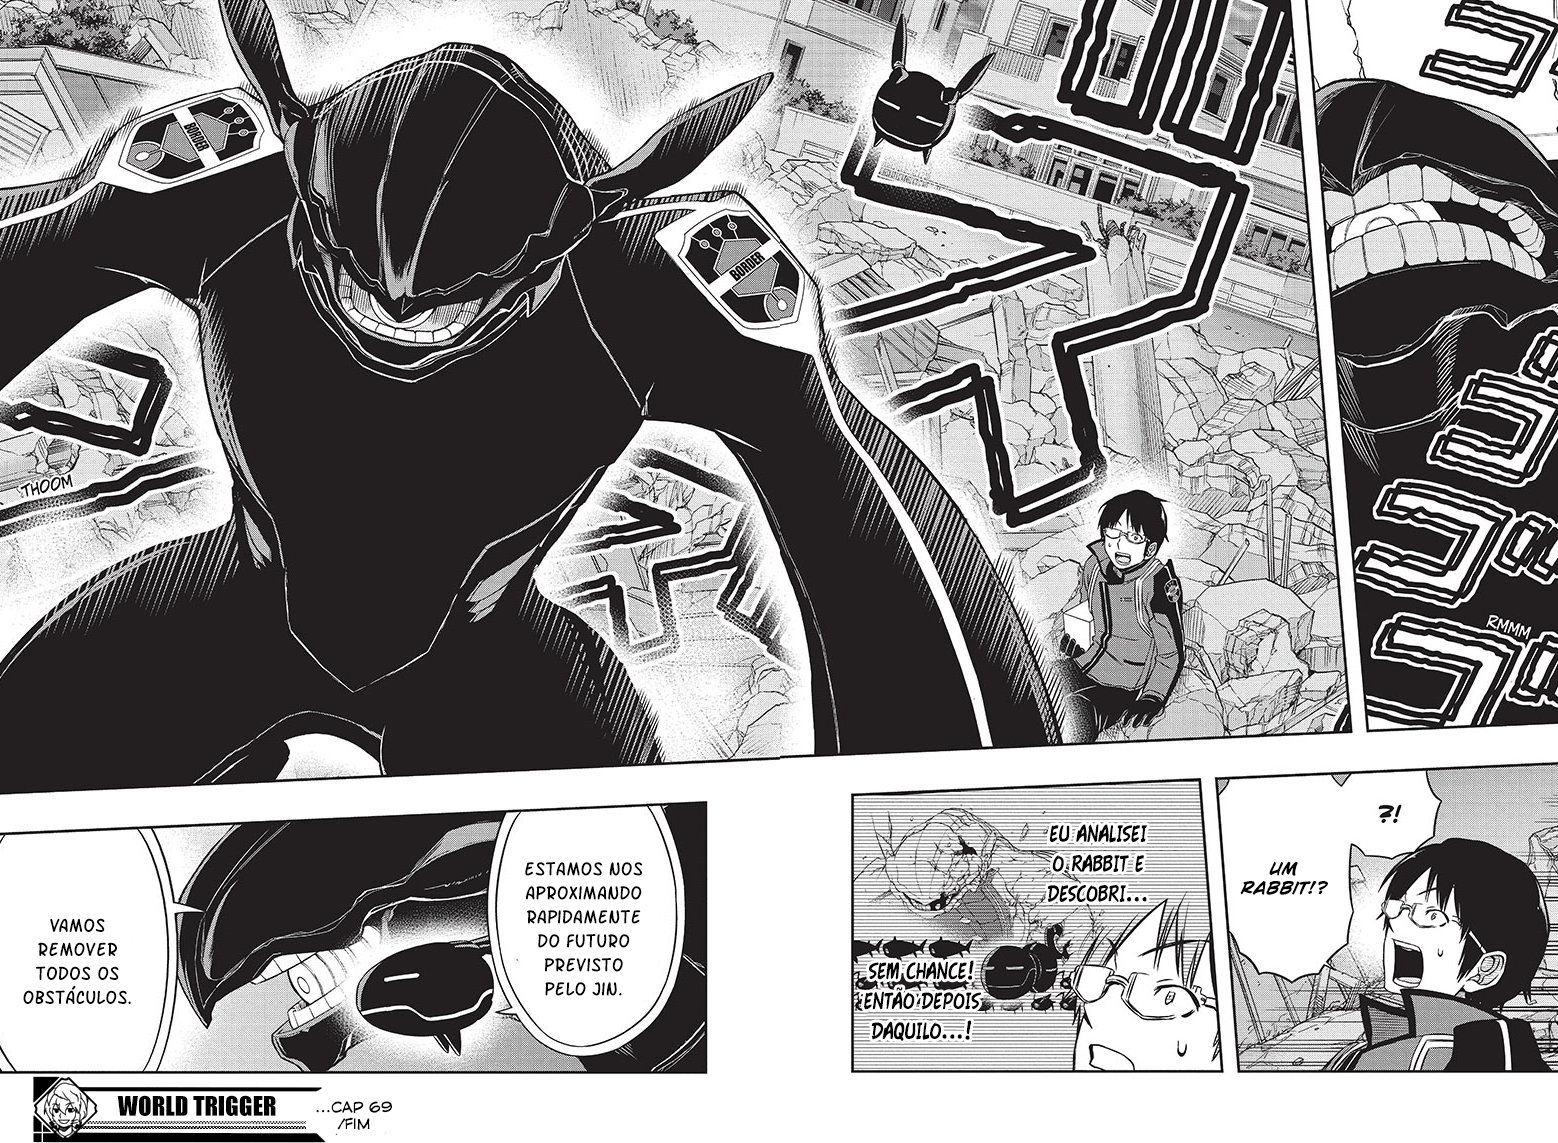 RMMM
BORDER
BORDER
THOOM
?!
UM
RABBIT!?
EU ANALISEI
O RABBIT E
DESCOBRI...
SEM CHANCE!
ENTÃO DEPOIS
DAQUILO...!
ESTAMOS NOS
APROXIMANDO
RAPIDAMENTE
DO FUTURO
PREVISTO
PELO JIN.
VAMOS
REMOVER
TODOS OS
OBSTÁCULOS.
WORLD TRIGGER
...CAP 69
/FIM